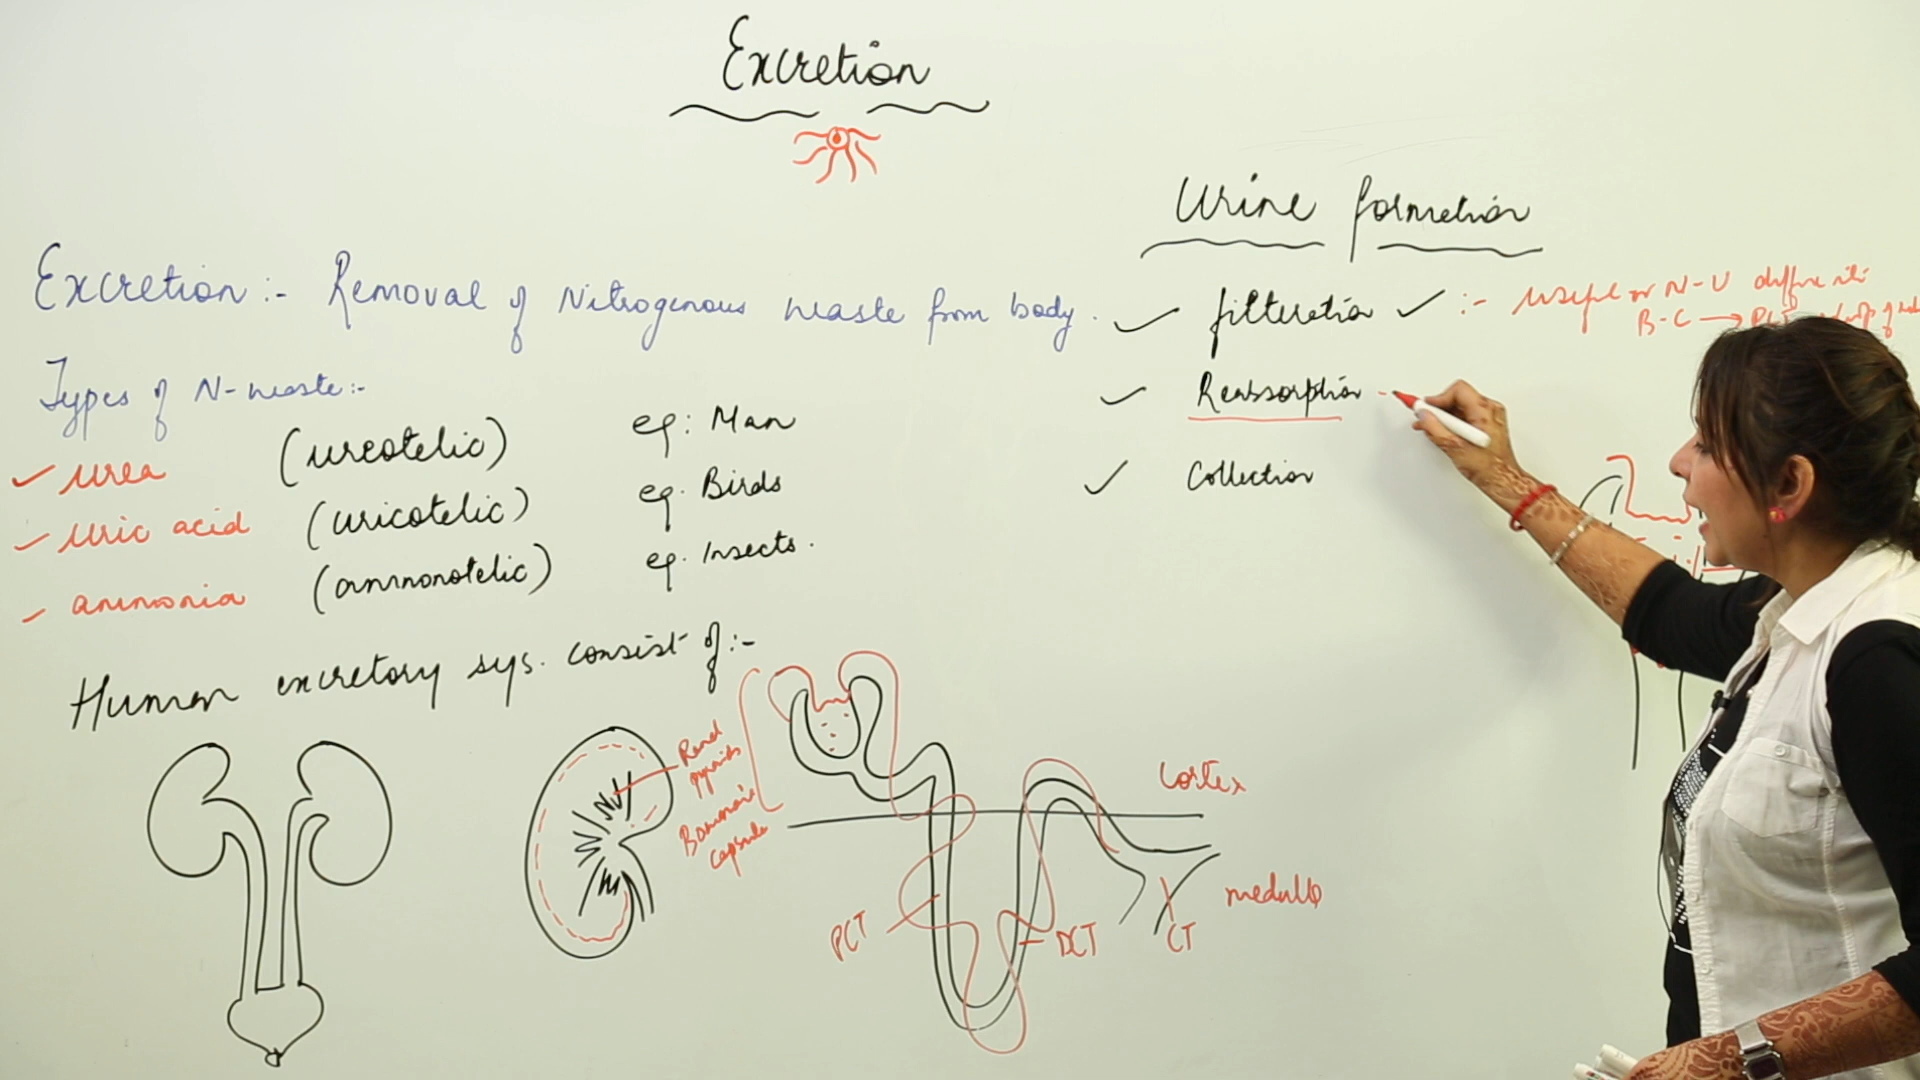 Excretion
Excretion :- Removal of Nitrogenous waste from body.
Types of N-waste:-
urea (ureotelic) eg: Man
uric acid (uricotelic) eg. Birds
ammonia (ammonotelic) eg. Insects.
Human excretory sys. consist of :-
Renal
pyramids
Bowman's
capsule
PCT
DCT
CT
Cortex
medulla
Urine formation
filteration :- useful or N-U
B-C →
Reabsorption -
Collection